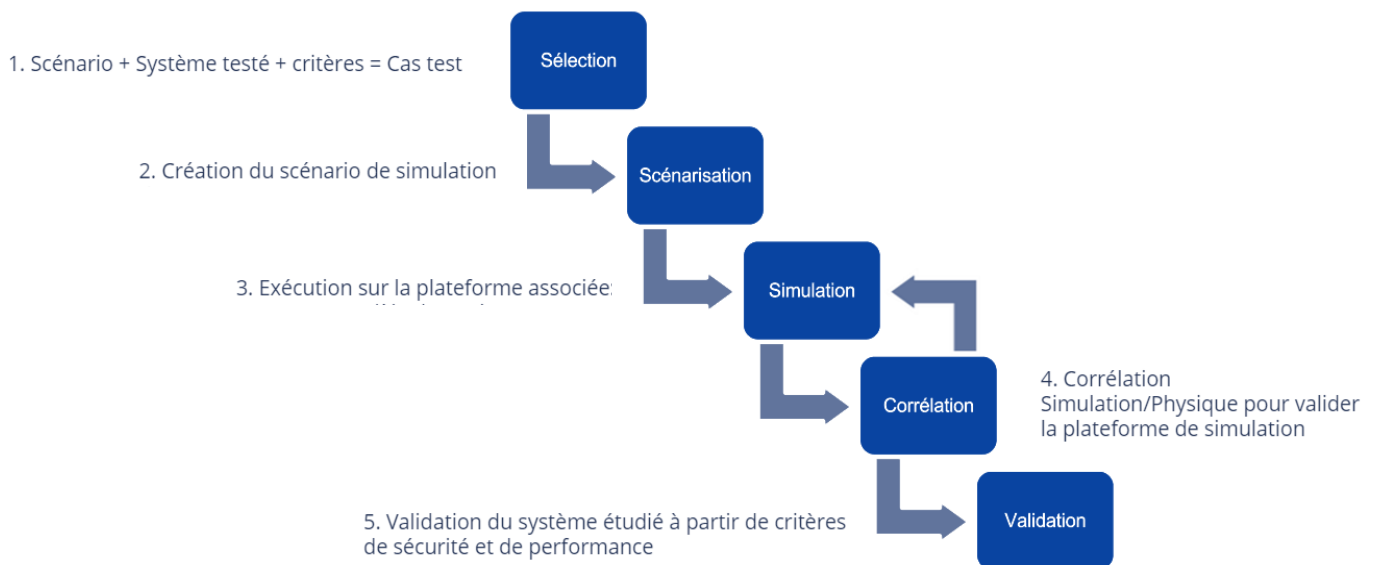 Sélection
1. Scénario + Système testé + critères = Cas test
Scénarisation
2. Création du scénario de simulation
Simulation
3. Exécution sur la plateforme associée:
Corrélation
4. Corrélation
Simulation/Physique pour valider
la plateforme de simulation
Validation
5. Validation du système étudié à partir de critères
de sécurité et de performance